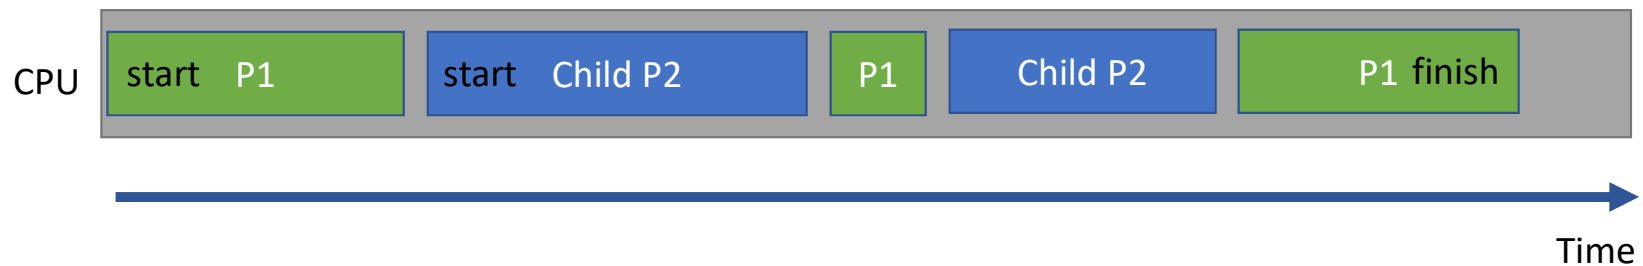 CPU
start P1
start Child P2
P1
Child P2
P1 finish
Time